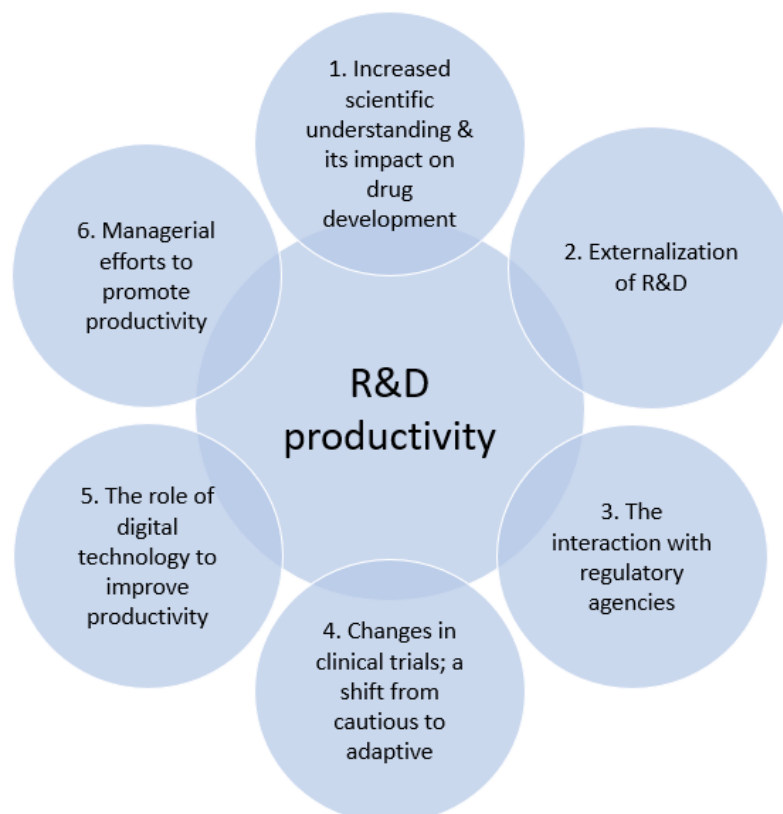 1. Increased
scientific
understanding &
its impact on
drug
development
2. Externalization
of R&D
3. The
interaction with
regulatory
agencies
4. Changes in
clinical trials; a
shift from
cautious to
adaptive
5. The role of
digital
technology to
improve
productivity
6. Managerial
efforts to
promote
productivity
R&D
productivity